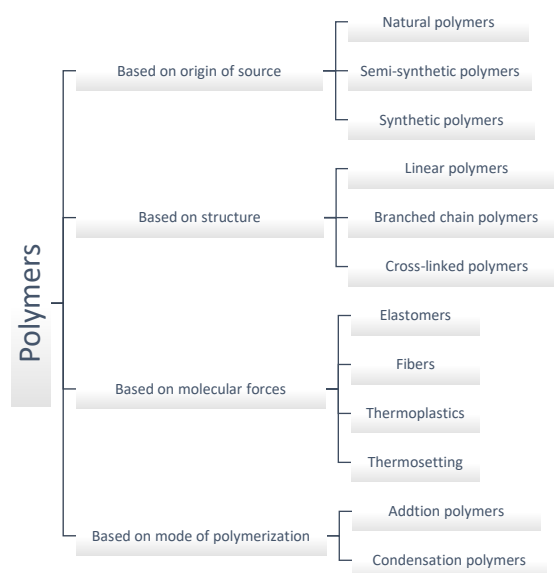 Polymers
Based on origin of source
Natural polymers
Semi-synthetic polymers
Synthetic polymers
Based on structure
Linear polymers
Branched chain polymers
Cross-linked polymers
Based on molecular forces
Elastomers
Fibers
Thermoplastics
Thermosetting
Based on mode of polymerization
Addtion polymers
Condensation polymers